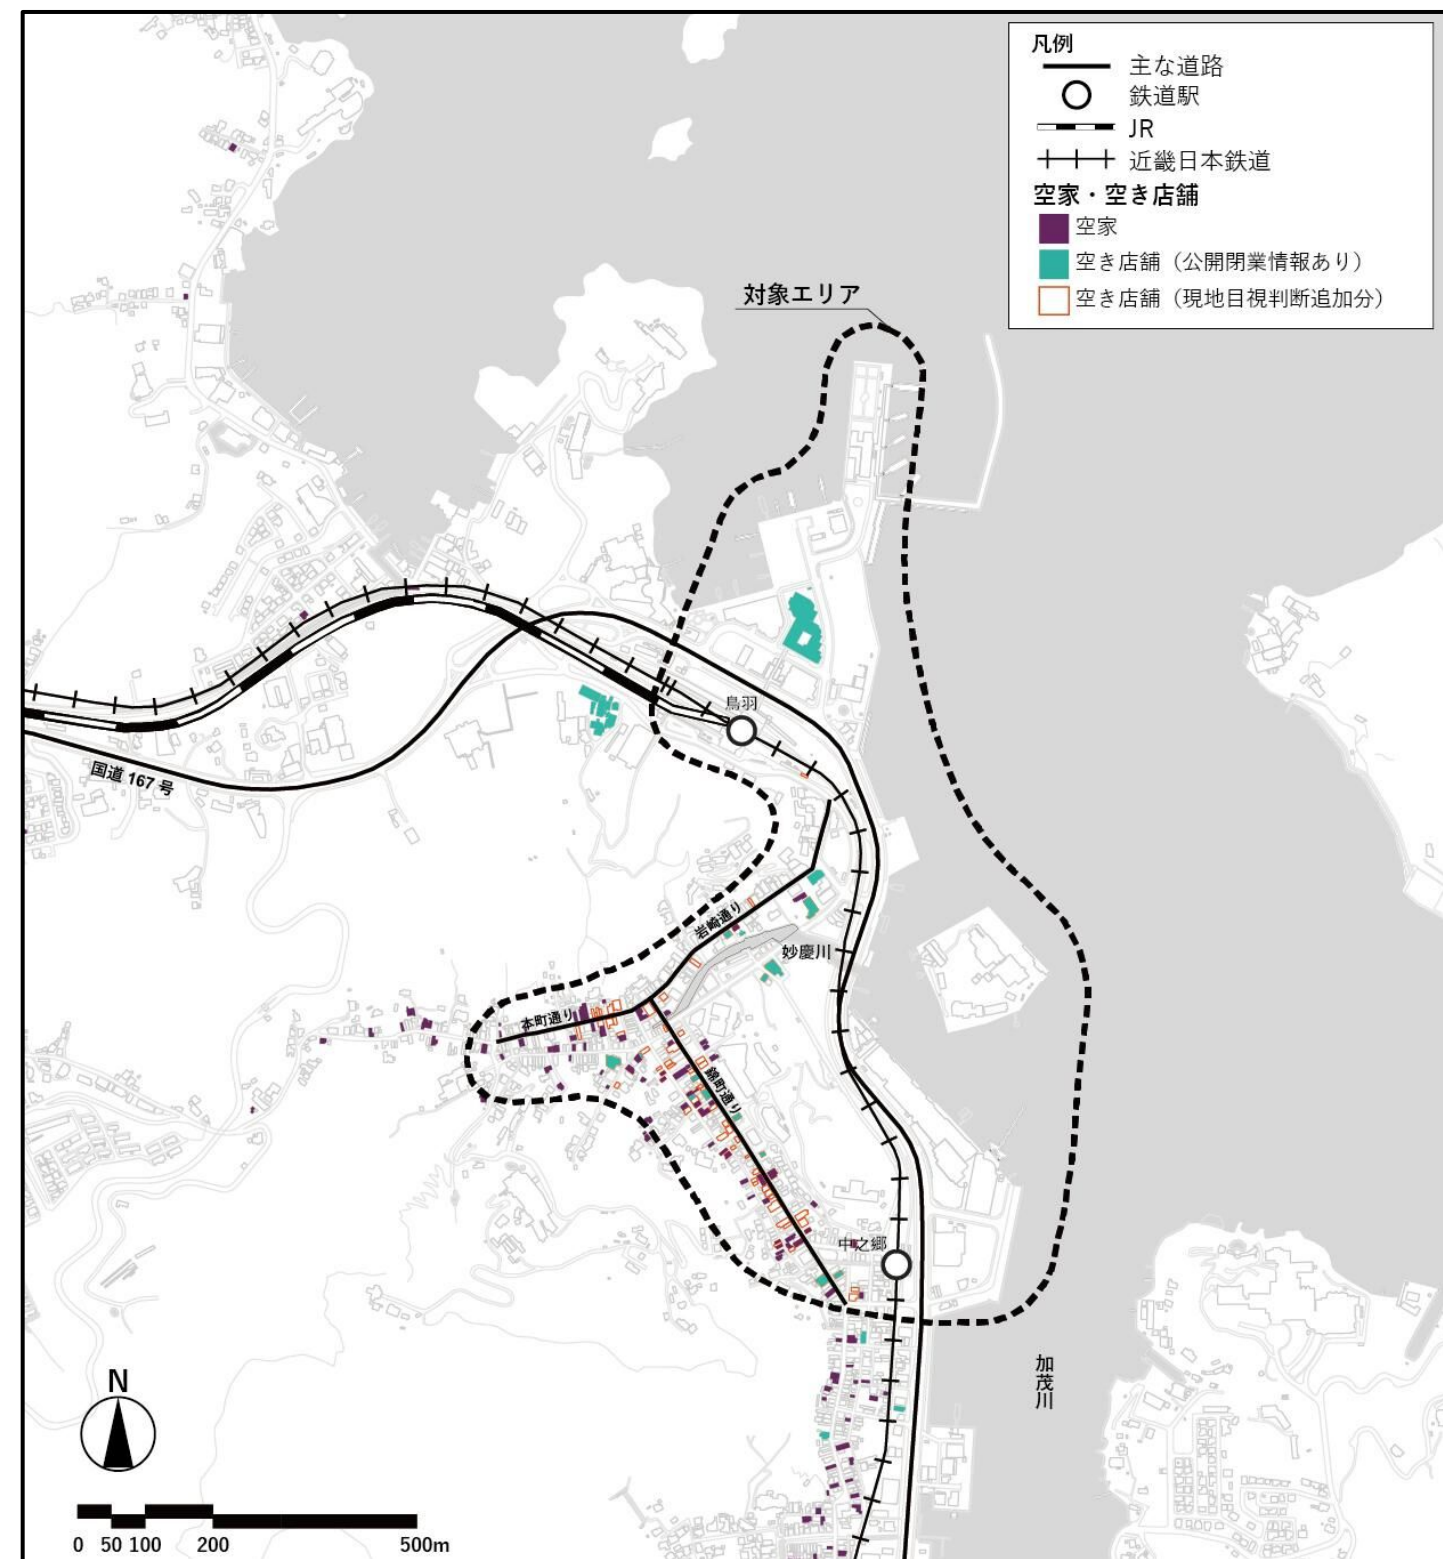 凡例
主な道路
鉄道駅
JR
近畿日本鉄道
空家・空き店舗
空家
空き店舗（公開閉業情報あり）
空き店舗（現地目視判断追加分）
対象エリア
鳥羽
国道 167 号
岩崎通り
妙慶川
本町通り
錦町通り
中之郷
加茂川
N
0 50 100 200 500m